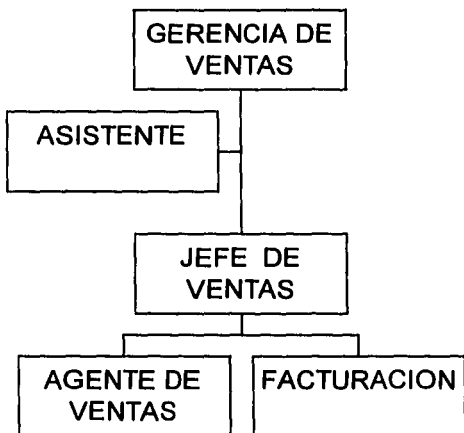 GERENCIA DE
VENTAS
ASISTENTE
JEFE DE
VENTAS
AGENTE DE
VENTAS
FACTURACION